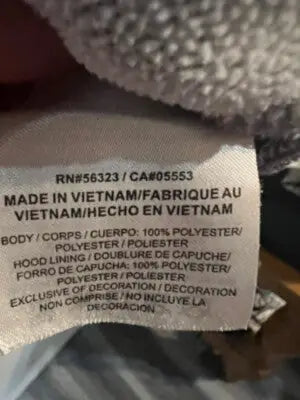 RN#56323 / CA#05553
MADE IN VIETNAM/FABRIQUE AU
VIETNAM/HECHO EN VIETNAM
BODY / CORPS / CUERPO: 100% POLYESTER/
POLYESTER / POLIESTER
HOOD LINING / DOUBLURE DE CAPUCHE/
FORRO DE CAPUCHA: 100% POLYESTER/
POLYESTER / POLIESTER
EXCLUSIVE OF DECORATION / DECORATION
NON COMPRISE / NO INCLUYE LA
DECORACIÓN